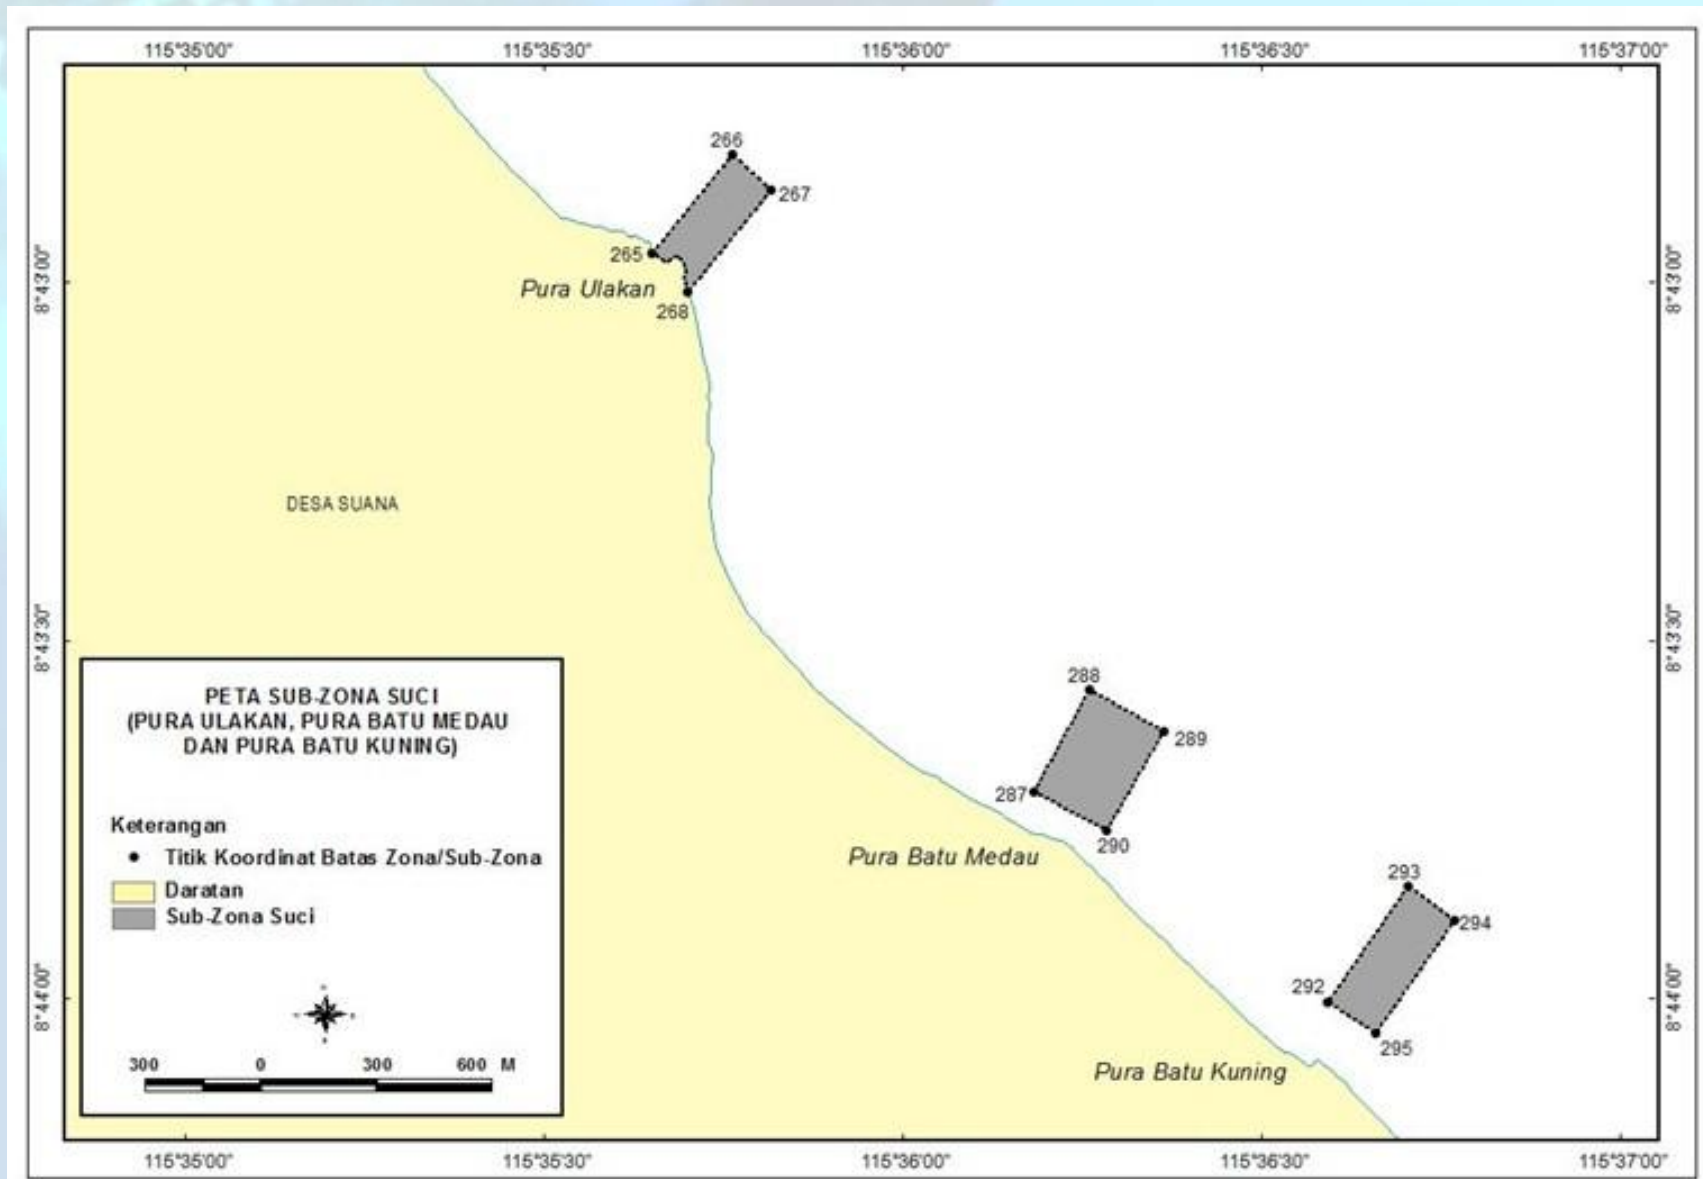 115°35'00"
115°35'30"
115°36'00"
115°36'30"
115°37'00"
266
267
265
268
Pura Ulakan
8°43'00"
8°43'00"
DESA SUANA
8°43'30"
8°43'30"
288
289
287
290
Pura Batu Medau
293
294
292
295
Pura Batu Kuning
8°44'00"
8°44'00"
PETA SUB-ZONA SUCI
(PURA ULAKAN, PURA BATU MEDAU
DAN PURA BATU KUNING)
Keterangan
Titik Koordinat Batas Zona/Sub-Zona
Daratan
Sub-Zona Suci
300 0 300 600 M
115°35'00"
115°35'30"
115°36'00"
115°36'30"
115°37'00"